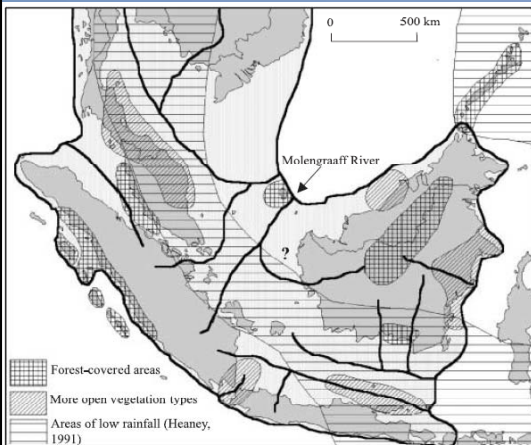 0 500 km
Molengraaff River
?
Forest-covered areas
More open vegetation types
Areas of low rainfall (Heaney,
1991)